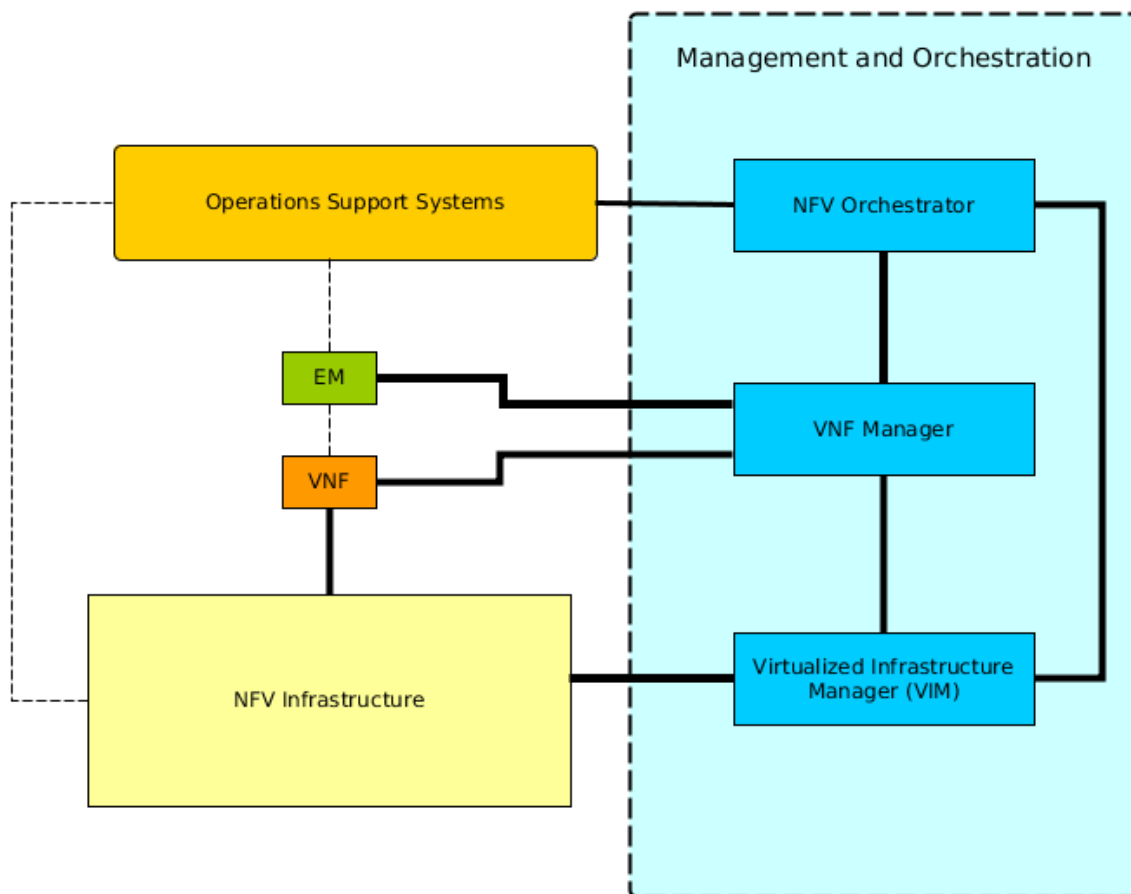 Management and Orchestration
Operations Support Systems
NFV Orchestrator
EM
VNF Manager
VNF
NFV Infrastructure
Virtualized Infrastructure
Manager (VIM)